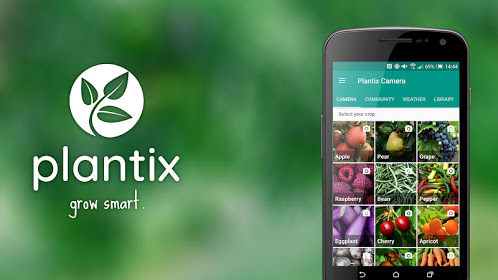 plantix
grow smart.
69% 14:44
Plantix Camera
CAMERA COMMUNITY WEATHER LIBRARY
Select your crop
Apple Pear Grape
Raspberry Bean Pepper
Eggplant Cherry Apricot